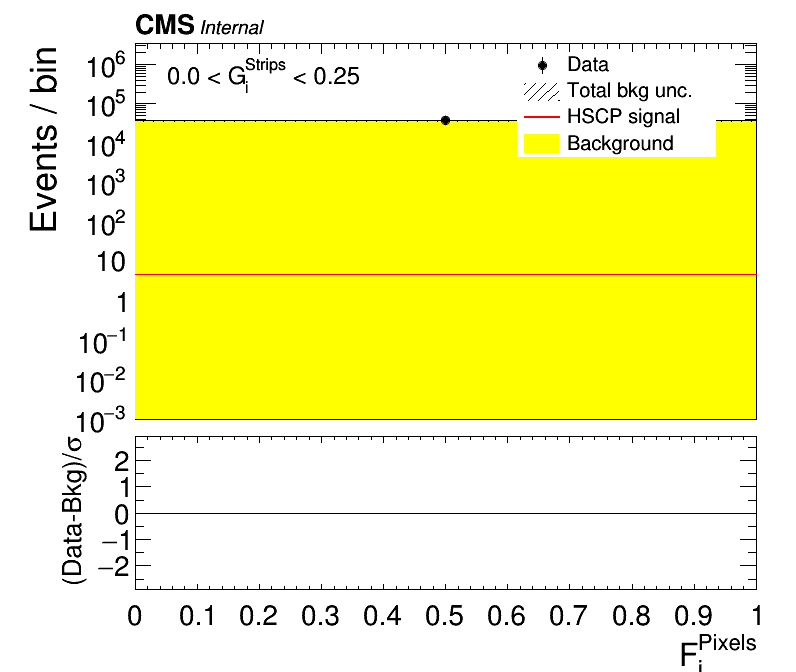 CMS Internal
Events / bin
0.0 < G_i^Strips < 0.25
Data
Total bkg unc.
HSCP signal
Background
10^6
10^5
10^4
10^3
10^2
10
1
10^−1
10^−2
10^−3
(Data-Bkg)/σ
2
1
0
−1
−2
0 0.1 0.2 0.3 0.4 0.5 0.6 0.7 0.8 0.9 1
F_i^Pixels